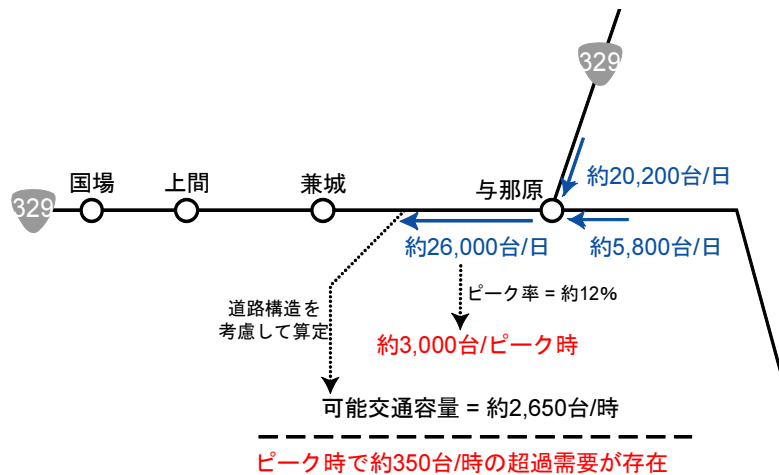 329
約20,200台/日
国場
上間
兼城
与那原
329
約26,000台/日
約5,800台/日
ピーク率 = 約12%
道路構造を
考慮して算定
約3,000台/ピーク時
可能交通容量 = 約2,650台/時
ピーク時で約350台/時の超過需要が存在